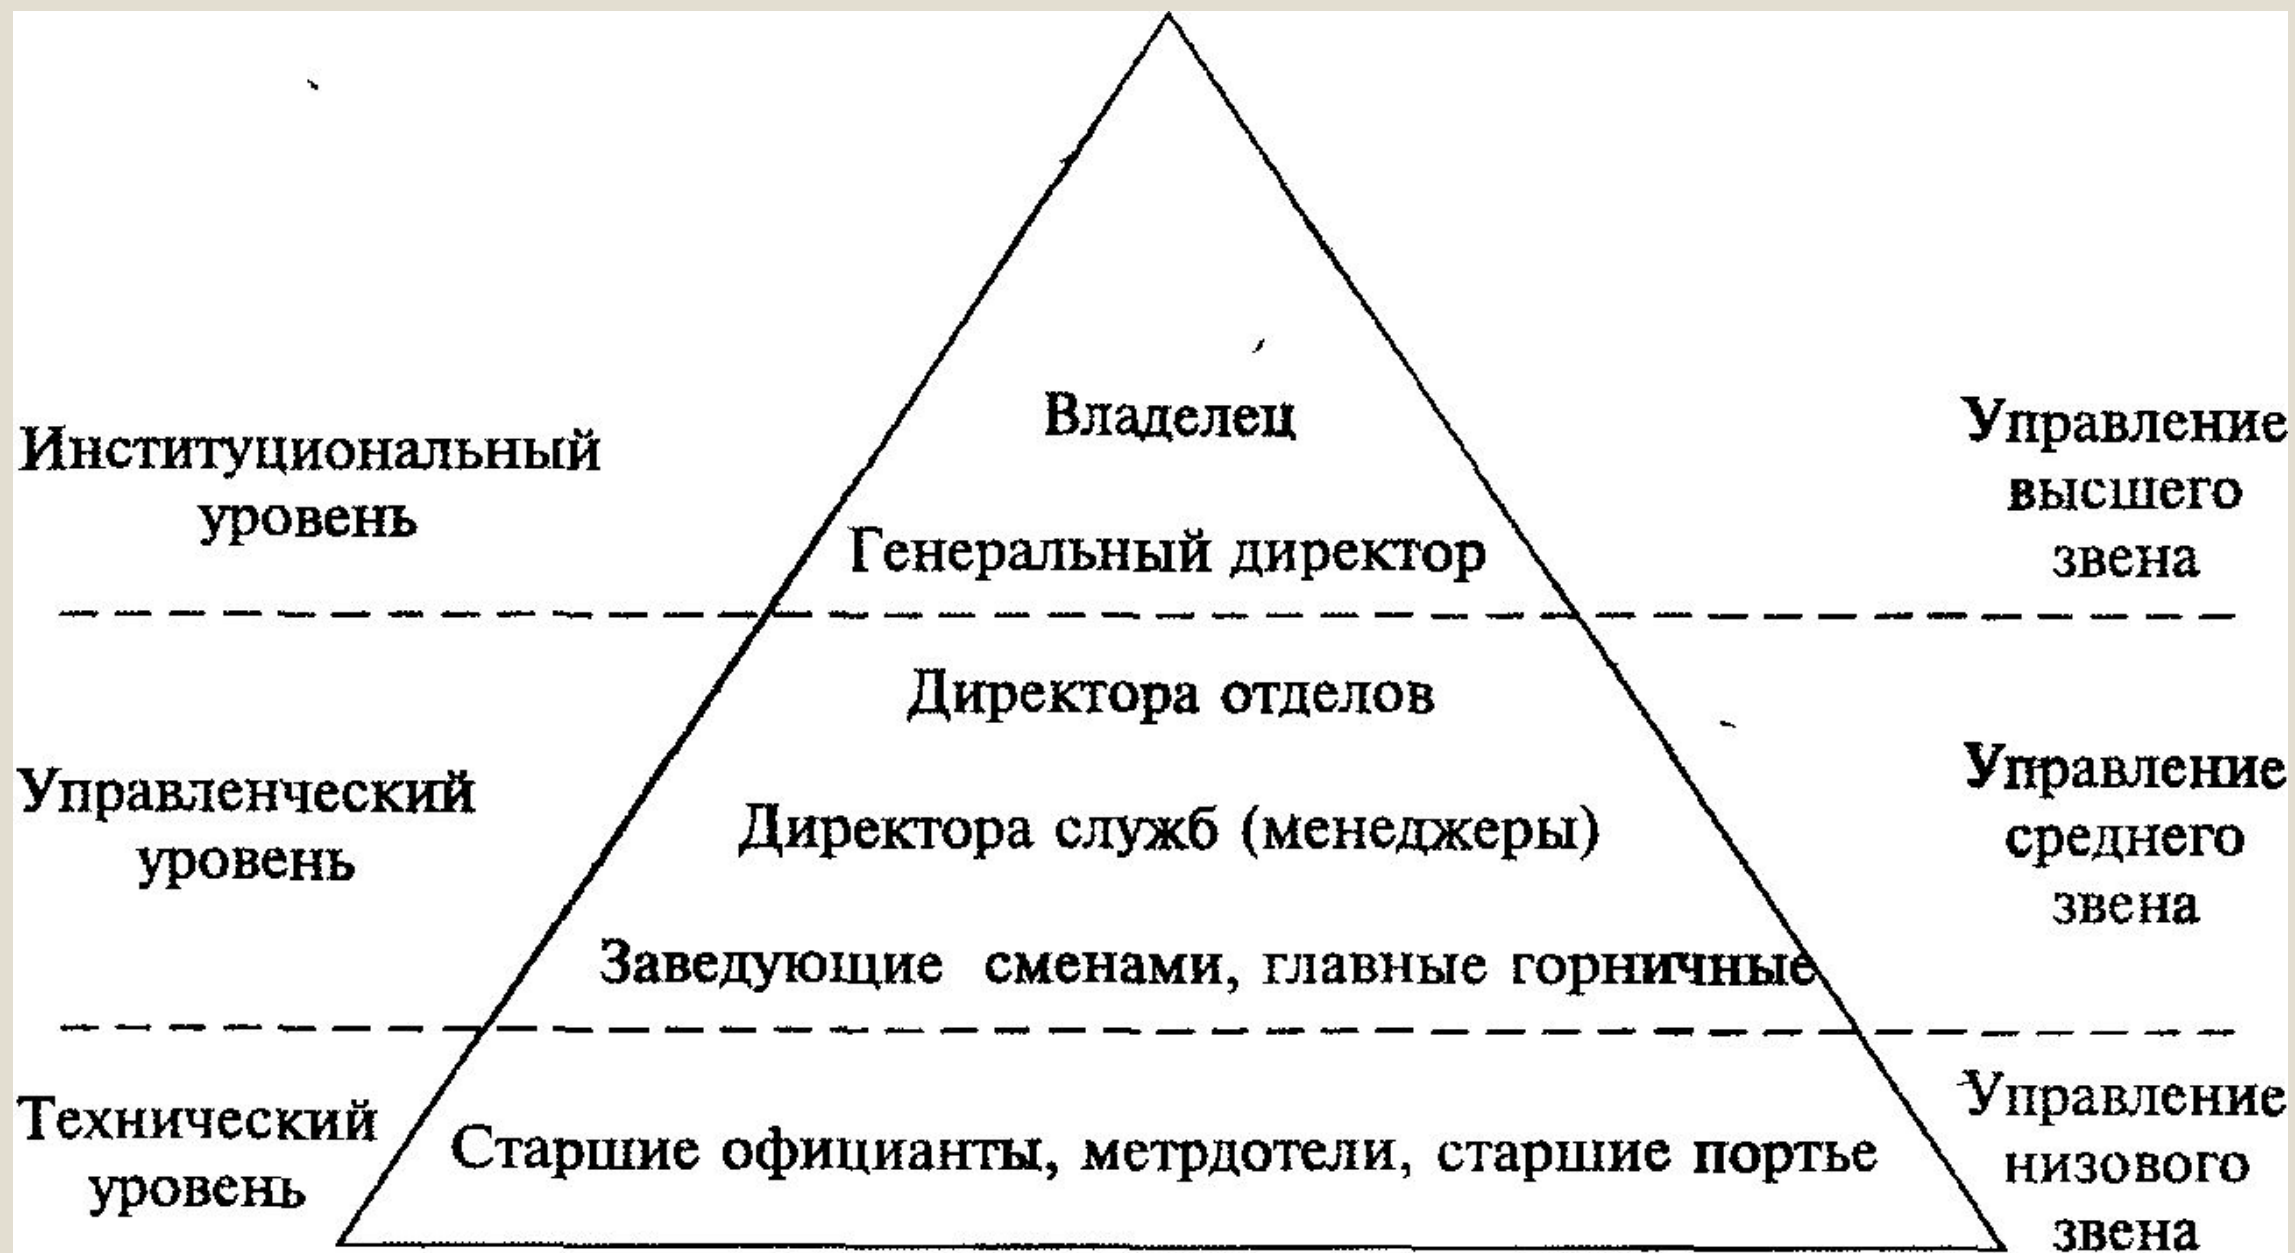 Владелец
Институциональный
уровень
Генеральный директор
Управление
высшего
звена
Директора отделов
Управленческий
уровень
Директора служб (менеджеры)
Заведующие сменами, главные горничные
Управление
среднего
звена
Технический
уровень
Старшие официанты, метрдотели, старшие портье
Управление
низового
звена